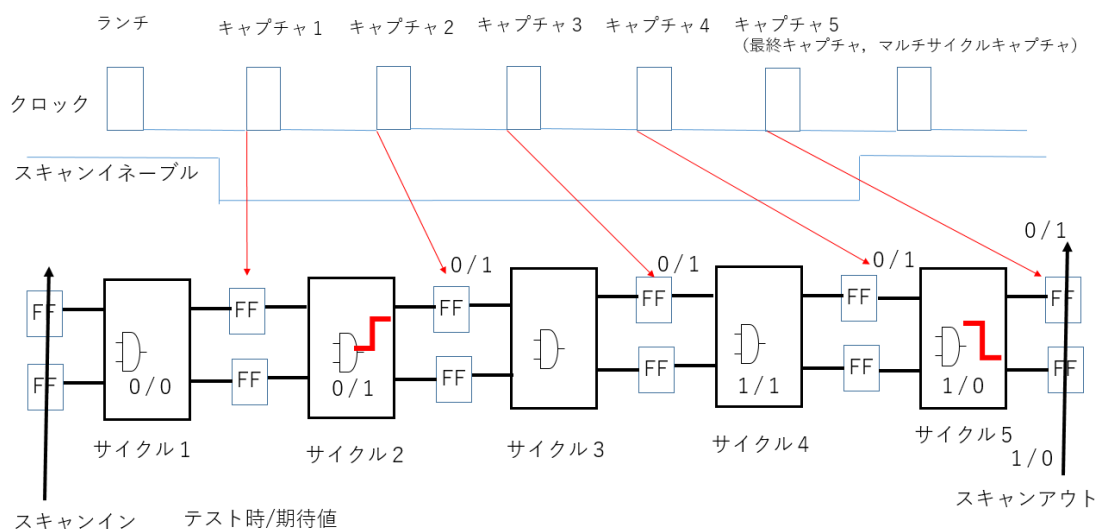 ランチ
キャプチャ1
キャプチャ2
キャプチャ3
キャプチャ4
キャプチャ5
(最終キャプチャ,マルチサイクルキャプチャ)
クロック
スキャンイネーブル
0/1
0/1
0/1
0/1
FF
FF
FF
FF
FF
FF
FF
FF
FF
FF
FF
FF
0/0
0/1
1/1
1/0
サイクル1
サイクル2
サイクル3
サイクル4
サイクル5
1/0
スキャンイン
テスト時/期待値
スキャンアウト